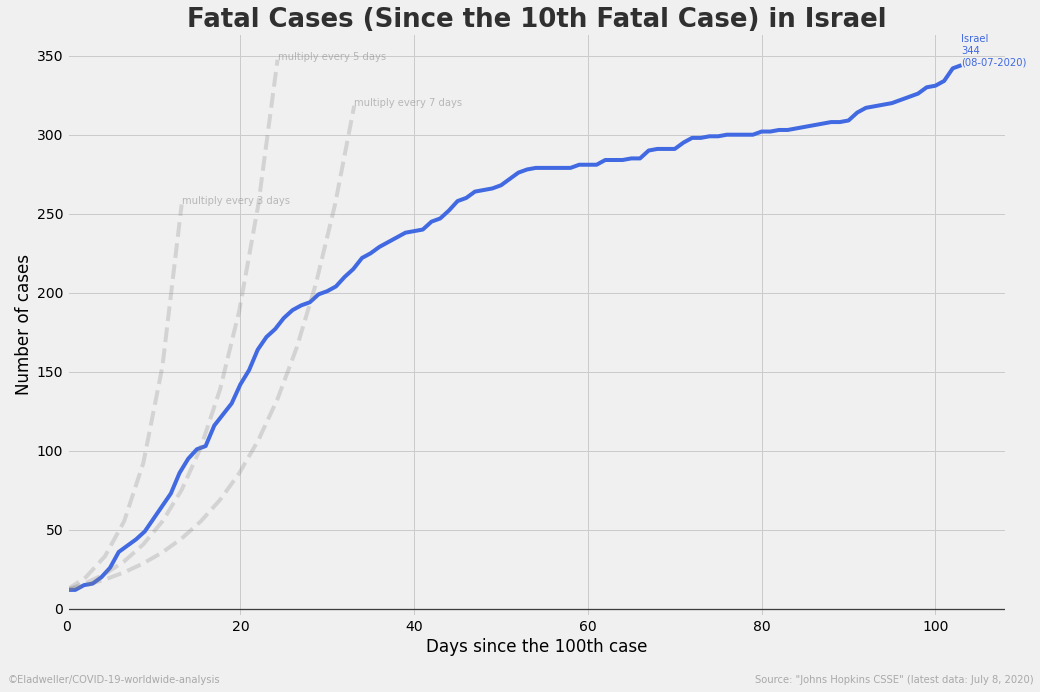 Fatal Cases (Since the 10th Fatal Case) in Israel
Israel
344
(08-07-2020)
multiply every 5 days
multiply every 7 days
multiply every 3 days
350
300
250
200
150
100
50
0
Number of cases
0 20 40 60 80 100
Days since the 100th case
©Eladweller/COVID-19-worldwide-analysis
Source: "Johns Hopkins CSSE" (latest data: July 8, 2020)